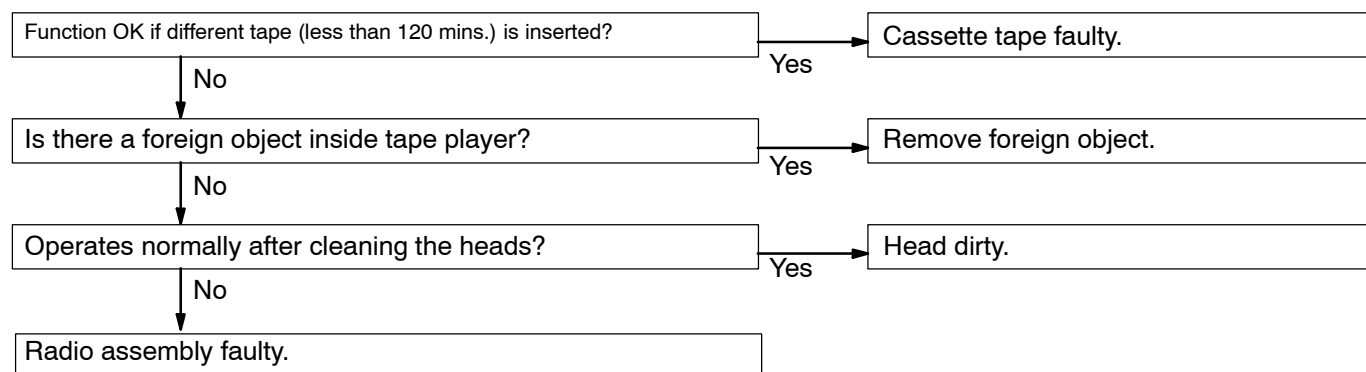 Function OK if different tape (less than 120 mins.) is inserted?
Yes
Cassette tape faulty.
No
Is there a foreign object inside tape player?
Yes
Remove foreign object.
No
Operates normally after cleaning the heads?
Yes
Head dirty.
No
Radio assembly faulty.